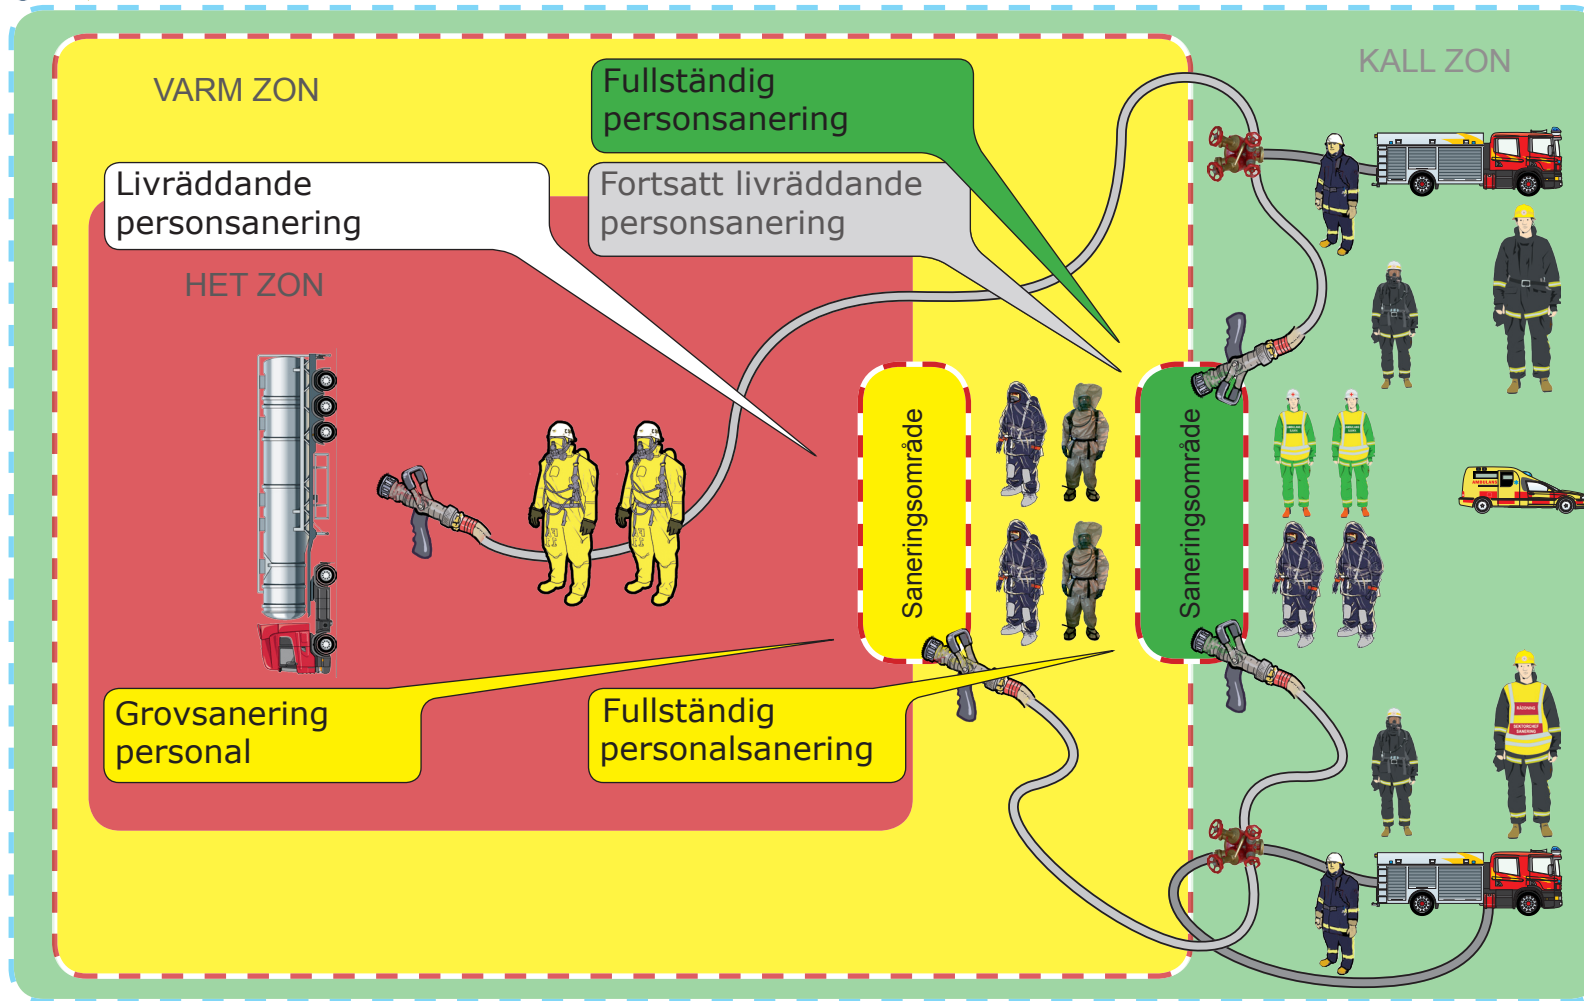 VARM ZON
KALL ZON
Fullständig
personsanering
Livräddande
personsanering
Fortsatt livräddande
personsanering
HET ZON
Saneringsområde
Saneringsområde
AMBULANS
Grovsanering
personal
Fullständig
personalsanering